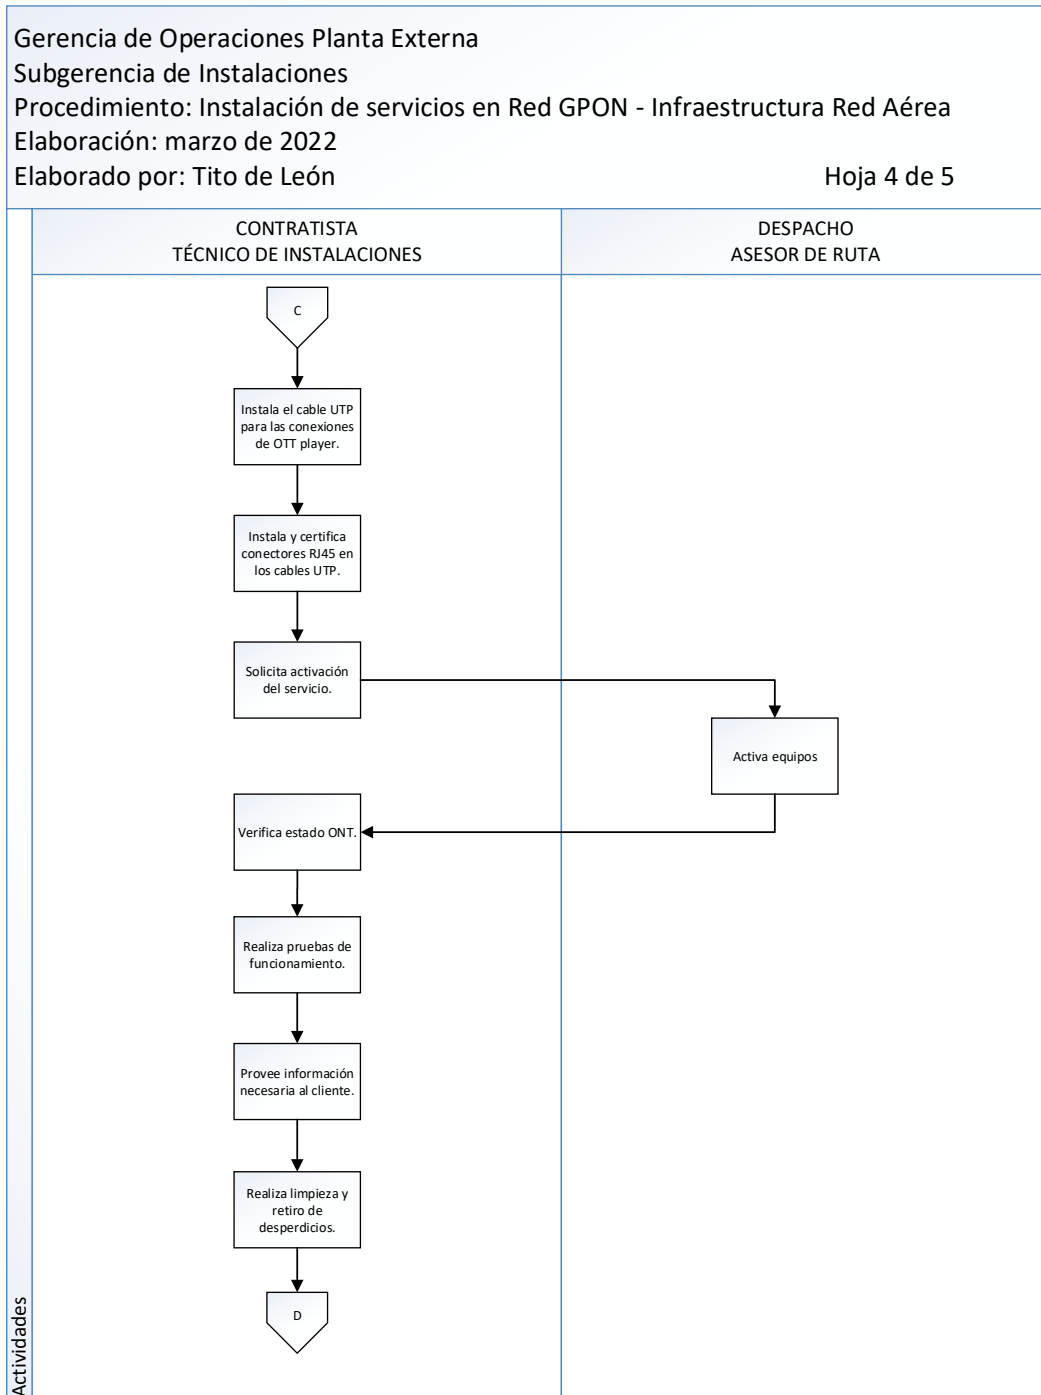 Gerencia de Operaciones Planta Externa
Subgerencia de Instalaciones
Procedimiento: Instalación de servicios en Red GPON - Infraestructura Red Aérea
Elaboración: marzo de 2022
Elaborado por: Tito de León Hoja 4 de 5
CONTRATISTA
TÉCNICO DE INSTALACIONES
DESPACHO
ASESOR DE RUTA
C
Instala el cable UTP
para las conexiones
de OTT player.
Instala y certifica
conectores RJ45 en
los cables UTP.
Solicita activación
del servicio.
Activa equipos
Verifica estado ONT.
Realiza pruebas de
funcionamiento.
Provee información
necesaria al cliente.
Realiza limpieza y
retiro de
desperdicios.
D
Actividades